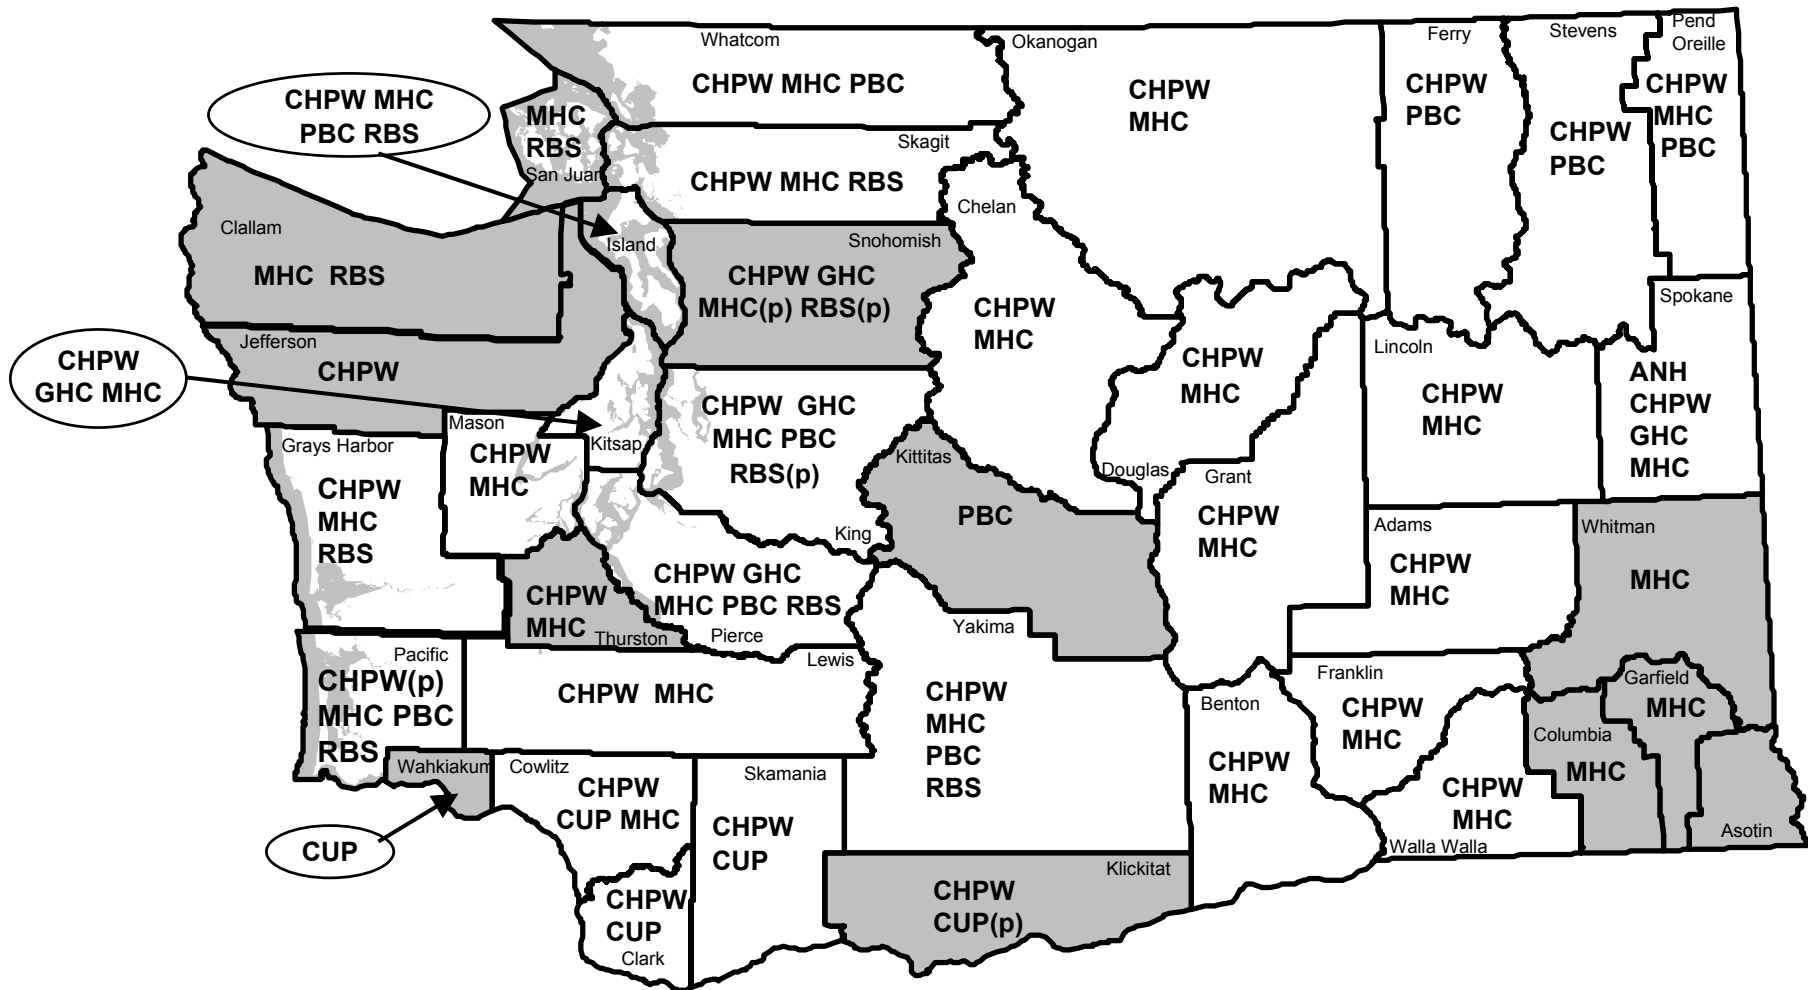 Whatcom
CHPW MHC PBC
Okanogan
CHPW
MHC
Ferry
CHPW
PBC
Stevens
CHPW
PBC
Pend
Oreille
CHPW
MHC
PBC
CHPW MHC
PBC RBS
MHC
RBS
San Juan
Skagit
CHPW MHC RBS
Chelan
CHPW
MHC
Clallam
MHC RBS
Island
Snohomish
CHPW GHC
MHC(p) RBS(p)
Spokane
ANH
CHPW
GHC
MHC
Jefferson
CHPW
CHPW
GHC MHC
Kitsap
CHPW GHC
MHC PBC
RBS(p)
King
CHPW
MHC
Douglas
Lincoln
CHPW
MHC
Mason
CHPW
MHC
Grays Harbor
CHPW
MHC
RBS
Kittitas
PBC
Grant
CHPW
MHC
Adams
CHPW
MHC
Whitman
MHC
CHPW
MHC
Thurston
CHPW GHC
MHC PBC RBS
Pierce
Yakima
CHPW
MHC
PBC
RBS
Pacific
CHPW(p)
MHC PBC
RBS
Lewis
CHPW MHC
Benton
CHPW
MHC
Franklin
CHPW
MHC
Garfield
MHC
Columbia
MHC
Wahkiakum
CUP
Cowlitz
CHPW
CUP MHC
Skamania
CHPW
CUP
CHPW
MHC
Walla Walla
Asotin
CHPW
CUP
Clark
Klickitat
CHPW
CUP(p)